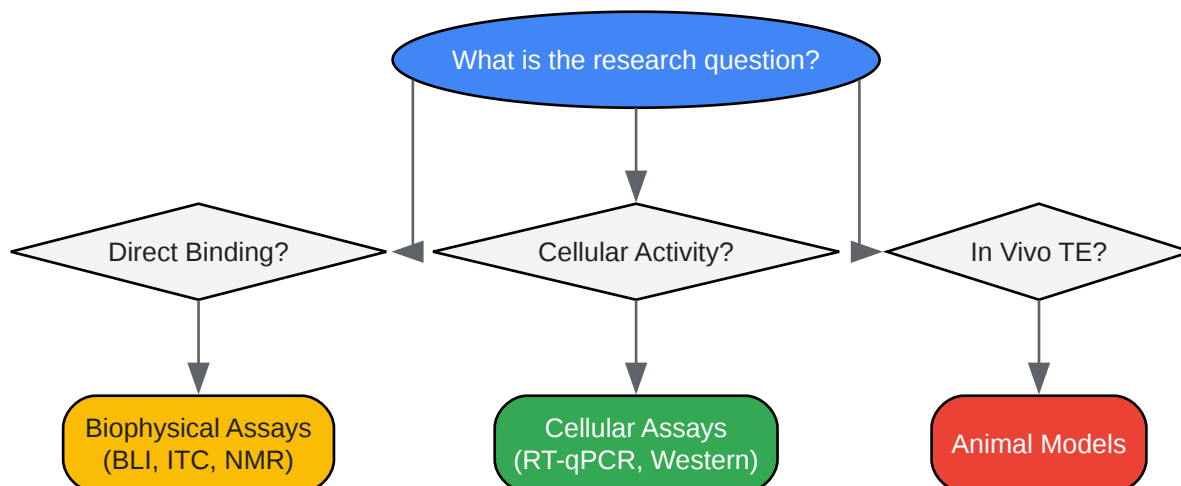 What is the research question?
Direct Binding?
Cellular Activity?
In Vivo TE?
Biophysical Assays
(BLI, ITC, NMR)
Cellular Assays
(RT-qPCR, Western)
Animal Models